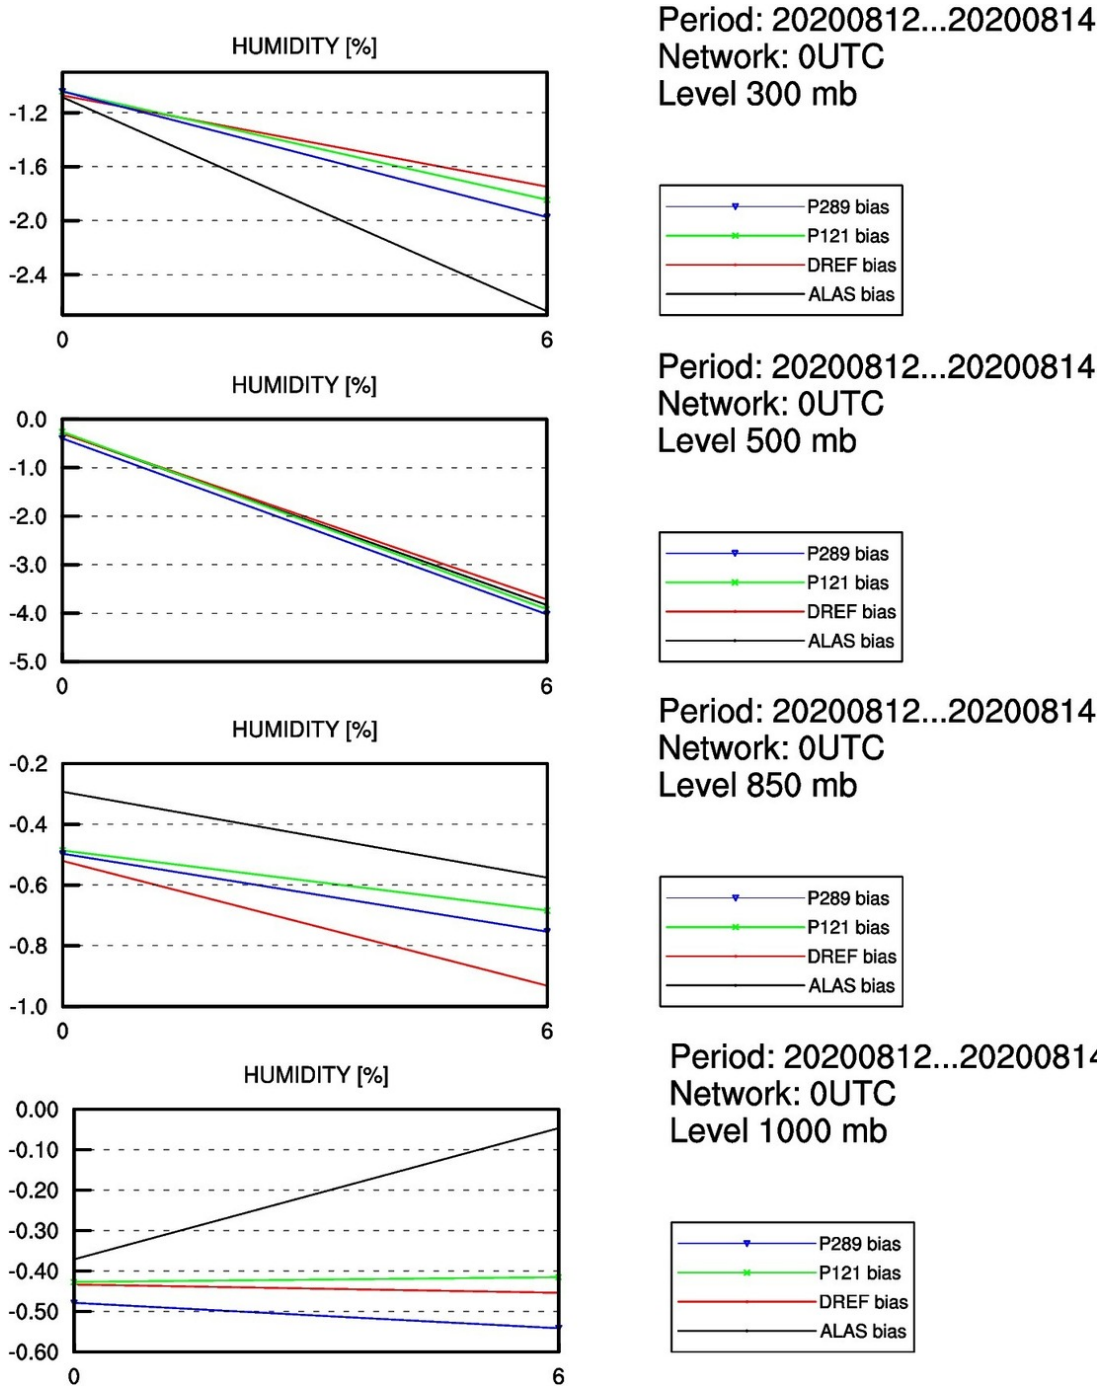 HUMIDITY [%]
Period: 20200812...20200814
Network: 0UTC
Level 300 mb
-1.2
-1.6
-2.0
-2.4
0
6
P289 bias
P121 bias
DREF bias
ALAS bias
HUMIDITY [%]
Period: 20200812...20200814
Network: 0UTC
Level 500 mb
0.0
-1.0
-2.0
-3.0
-4.0
-5.0
0
6
P289 bias
P121 bias
DREF bias
ALAS bias
HUMIDITY [%]
Period: 20200812...20200814
Network: 0UTC
Level 850 mb
-0.2
-0.4
-0.6
-0.8
-1.0
0
6
P289 bias
P121 bias
DREF bias
ALAS bias
HUMIDITY [%]
Period: 20200812...20200814
Network: 0UTC
Level 1000 mb
0.00
-0.10
-0.20
-0.30
-0.40
-0.50
-0.60
0
6
P289 bias
P121 bias
DREF bias
ALAS bias